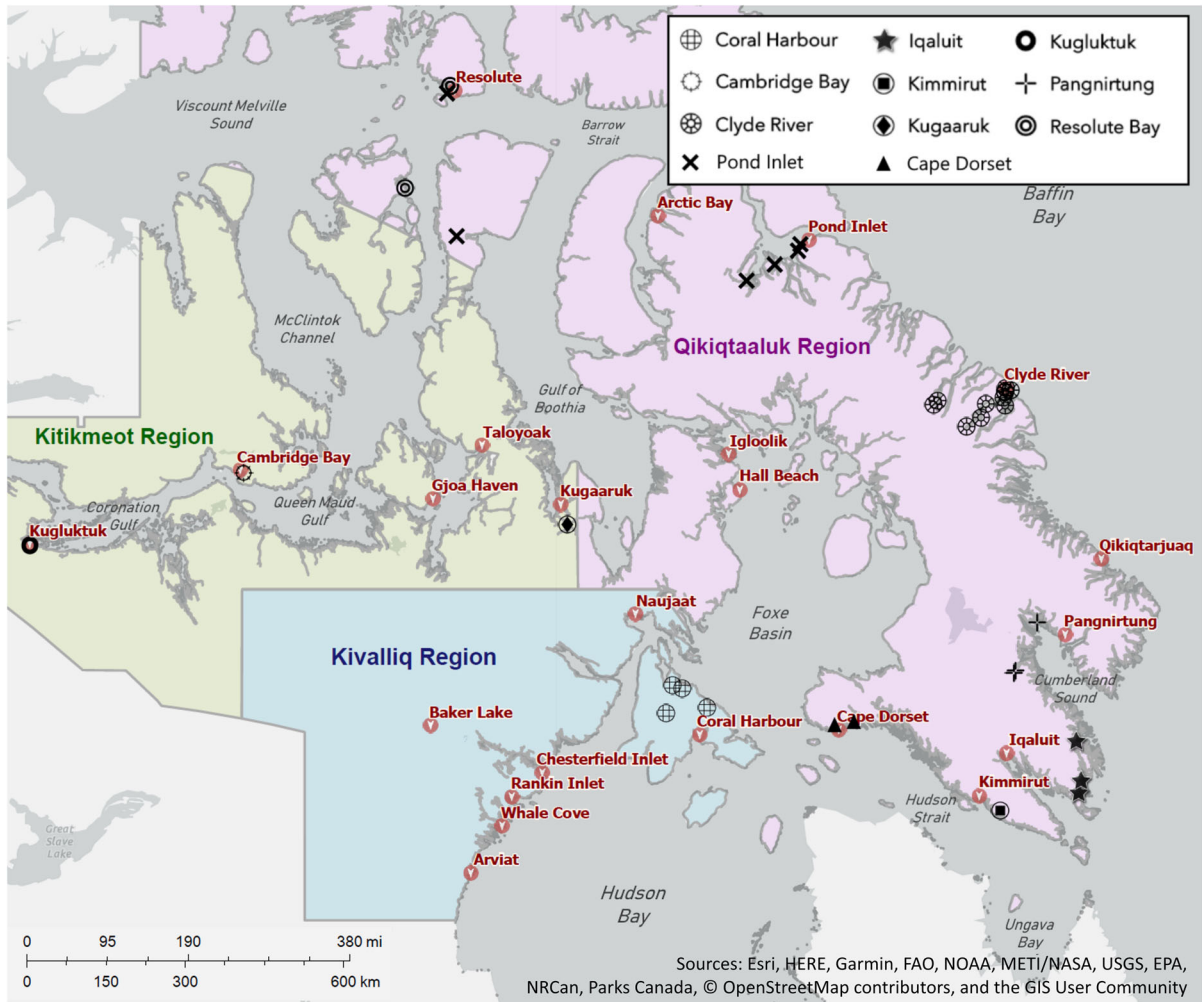 Coral Harbour
Iqaluit
Kugluktuk
Cambridge Bay
Kimmirut
Pangnirtung
Clyde River
Kugaaruk
Resolute Bay
Pond Inlet
Cape Dorset
Resolute
Viscount Melville
Sound
Barrow
Strait
Baffin
Bay
Arctic Bay
Pond Inlet
McClintok
Channel
Qikiqtaaluk Region
Clyde River
Gulf of
Boothia
Kitikmeot Region
Taloyoak
Igloolik
Cambridge Bay
Hall Beach
Gjoa Haven
Kugaaruk
Coronation
Gulf
Queen Maud
Gulf
Kugluktuk
Qikiqtarjuaq
Naujaat
Foxe
Basin
Pangnirtung
Kivalliq Region
Cumberland
Sound
Baker Lake
Coral Harbour
Cape Dorset
Iqaluit
Chesterfield Inlet
Rankin Inlet
Kimmirut
Hudson
Strait
Whale Cove
Great
Slave
Lake
Arviat
Hudson
Bay
Ungava
Bay
0 95 190 380 mi
0 150 300 600 km
Sources: Esri, HERE, Garmin, FAO, NOAA, METI/NASA, USGS, EPA,
NRCan, Parks Canada, © OpenStreetMap contributors, and the GIS User Community